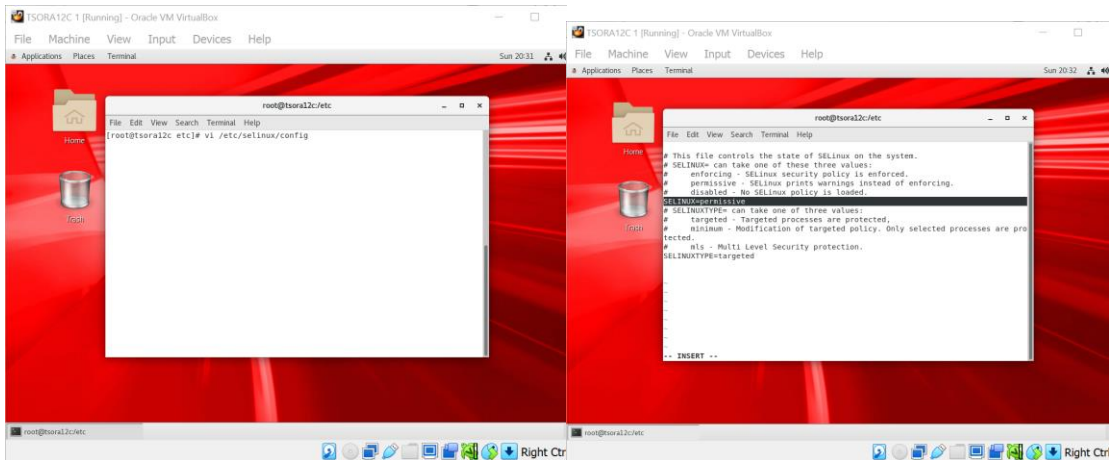 TSORA12C 1 [Running] - Oracle VM VirtualBox
File Machine View Input Devices Help
Applications Places Terminal Sun 20:31
root@tsora12c:/etc
File Edit View Search Terminal Help
[root@tsora12c etc]# vi /etc/selinux/config
Home
Trash
root@tsora12c:/etc
Right Ctr
TSORA12C 1 [Running] - Oracle VM VirtualBox
File Machine View Input Devices Help
Applications Places Terminal Sun 20:32
root@tsora12c:/etc
File Edit View Search Terminal Help
# This file controls the state of SELinux on the system.
# SELINUX= can take one of these three values:
# enforcing - SELinux security policy is enforced.
# permissive - SELinux prints warnings instead of enforcing.
# disabled - No SELinux policy is loaded.
SELINUX=permissive
# SELINUXTYPE= can take one of three values:
# targeted - Targeted processes are protected,
# minimum - Modification of targeted policy. Only selected processes are pro
tected.
# mls - Multi Level Security protection.
SELINUXTYPE=targeted
~
~
~
~
~
~
~
-- INSERT --
Home
Trash
root@tsora12c:/etc
Right Ctrl